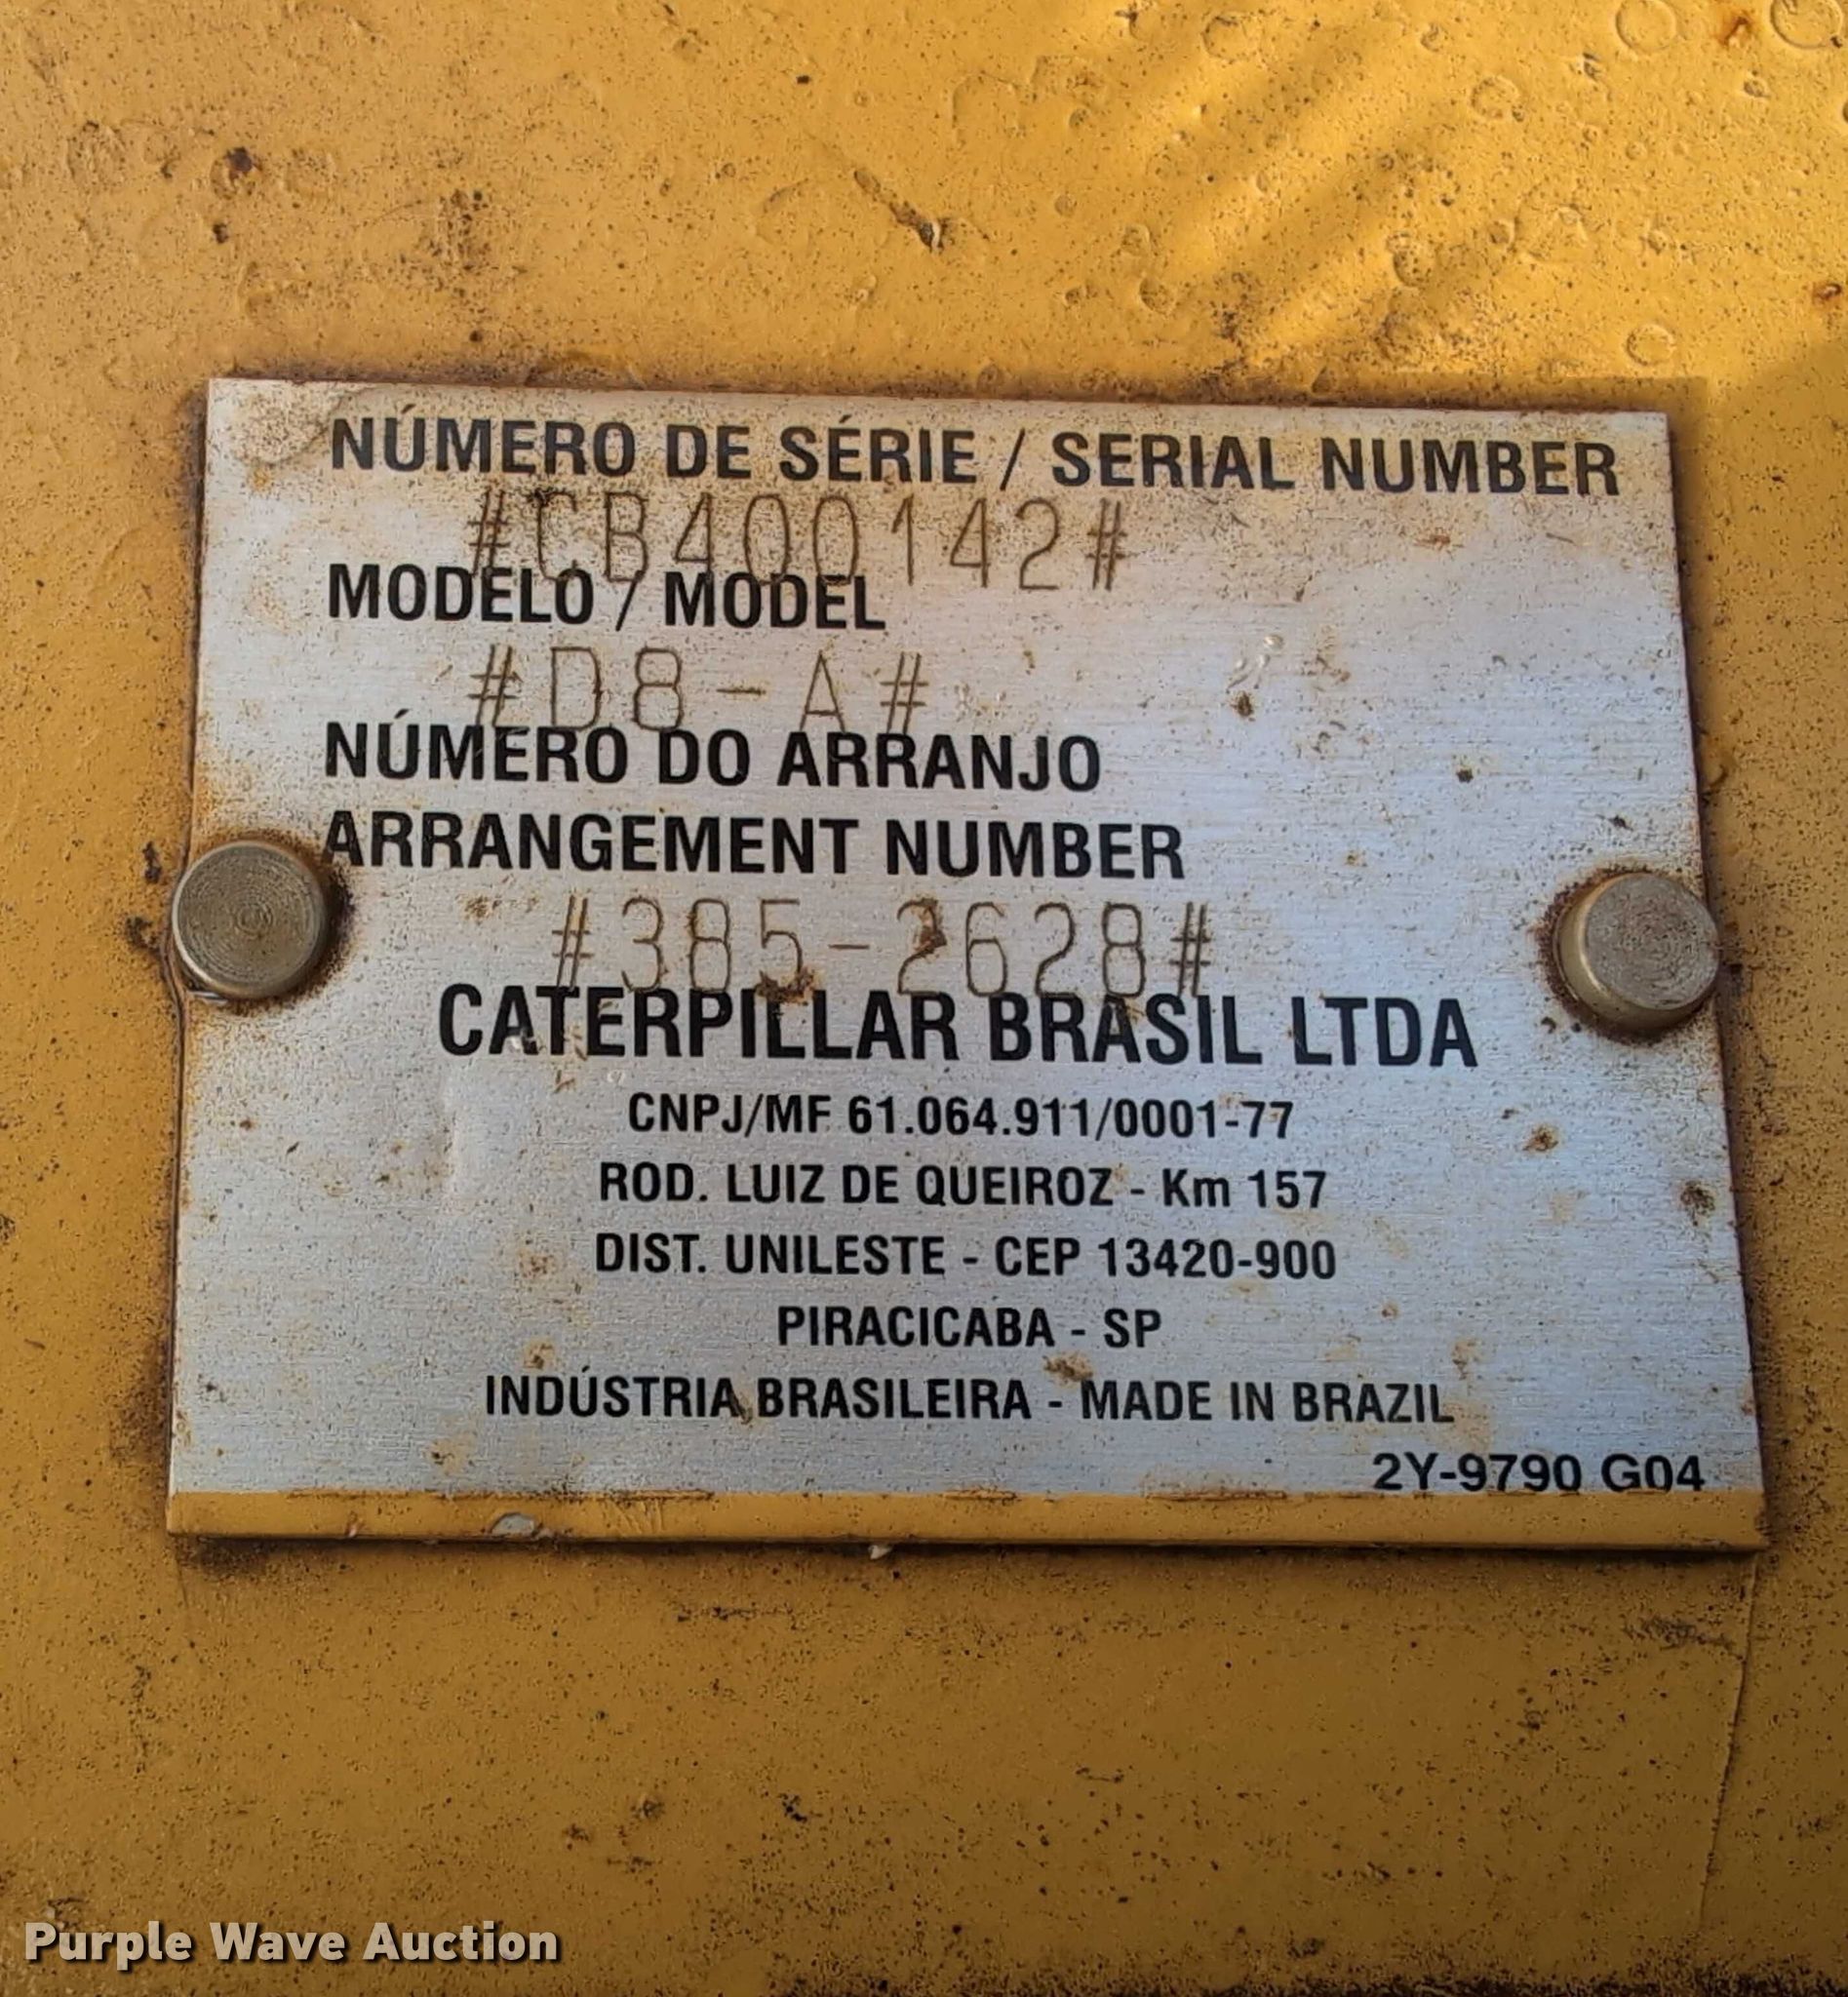 NÚMERO DE SÉRIE / SERIAL NUMBER
#CB400142#
MODELO / MODEL
#D8-A#
NÚMERO DO ARRANJO
ARRANGEMENT NUMBER
#385-2628#
CATERPILLAR BRASIL LTDA
CNPJ/MF 61.064.911/0001-77
ROD. LUIZ DE QUEIROZ - Km 157
DIST. UNILESTE - CEP 13420-900
PIRACICABA - SP
INDÚSTRIA BRASILEIRA - MADE IN BRAZIL
2Y-9790 G04
Purple Wave Auction